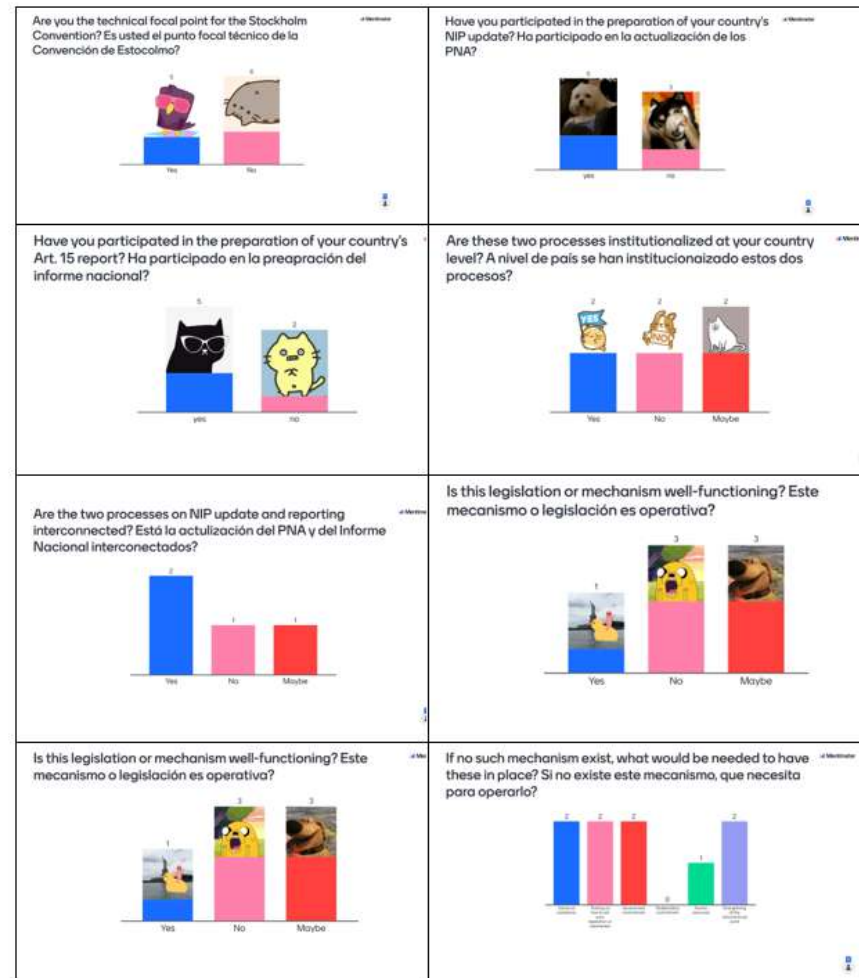 Are you the technical focal point for the Stockholm
Convention? Es usted el punto focal técnico de la
Convención de Estocolmo?
Mentimeter
5
6
Yes
No
Have you participated in the preparation of your country's
NIP update? Ha participado en la actualización de los
PNA?
Mentimeter
5
3
yes
no
Have you participated in the preparation of your country's
Art. 15 report? Ha participado en la preapración del
informe nacional?
5
yes
no
Are these two processes institutionalized at your country
level? A nivel de país se han institucionaizado estos dos
procesos?
2
2
2
YES
NO
Yes
No
Maybe
Are the two processes on NIP update and reporting
interconnected? Está la actulización del PNA y del Informe
Nacional interconectados?
2
1
1
Yes
No
Maybe
Is this legislation or mechanism well-functioning? Este
mecanismo o legislación es operativa?
1
3
3
Yes
No
Maybe
Is this legislation or mechanism well-functioning? Este
mecanismo o legislación es operativa?
1
3
3
Yes
No
Maybe
If no such mechanism exist, what would be needed to have
these in place? Si no existe este mecanismo, que necesita
para operarlo?
Mentimeter
2
2
2
0
1
2